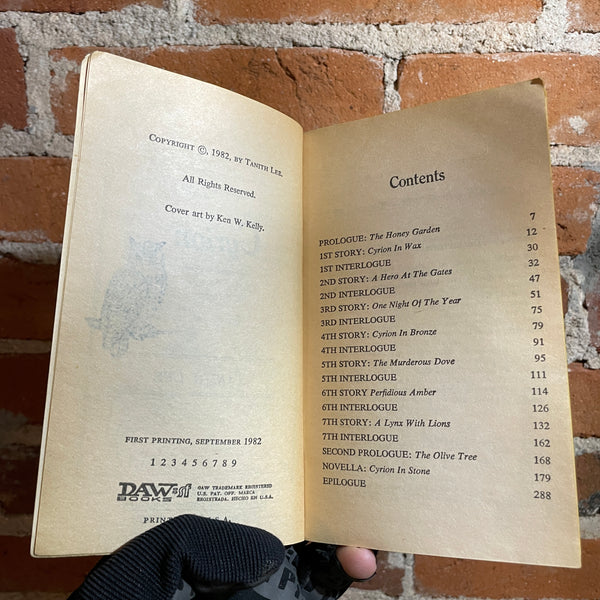 COPYRIGHT ©, 1982, BY TANITH LEE.
All Rights Reserved.
Cover art by Ken W. Kelly.
FIRST PRINTING, SEPTEMBER 1982
1 2 3 4 5 6 7 8 9
DAW sf
BOOKS
DAW TRADEMARK REGISTERED
U.S. PAT. OFF. MARCA
REGISTRADA. HECHO EN U.S.A.
Contents
PROLOGUE: The Honey Garden 7
1ST STORY: Cyrion In Wax 12
1ST INTERLOGUE 30
2ND STORY: A Hero At The Gates 32
2ND INTERLOGUE 47
3RD STORY: One Night Of The Year 51
3RD INTERLOGUE 75
4TH STORY: Cyrion In Bronze 79
4TH INTERLOGUE 91
5TH STORY: The Murderous Dove 95
5TH INTERLOGUE 111
6TH STORY Perfidious Amber 114
6TH INTERLOGUE 126
7TH STORY: A Lynx With Lions 132
7TH INTERLOGUE 162
SECOND PROLOGUE: The Olive Tree 168
NOVELLA: Cyrion In Stone 179
EPILOGUE 288